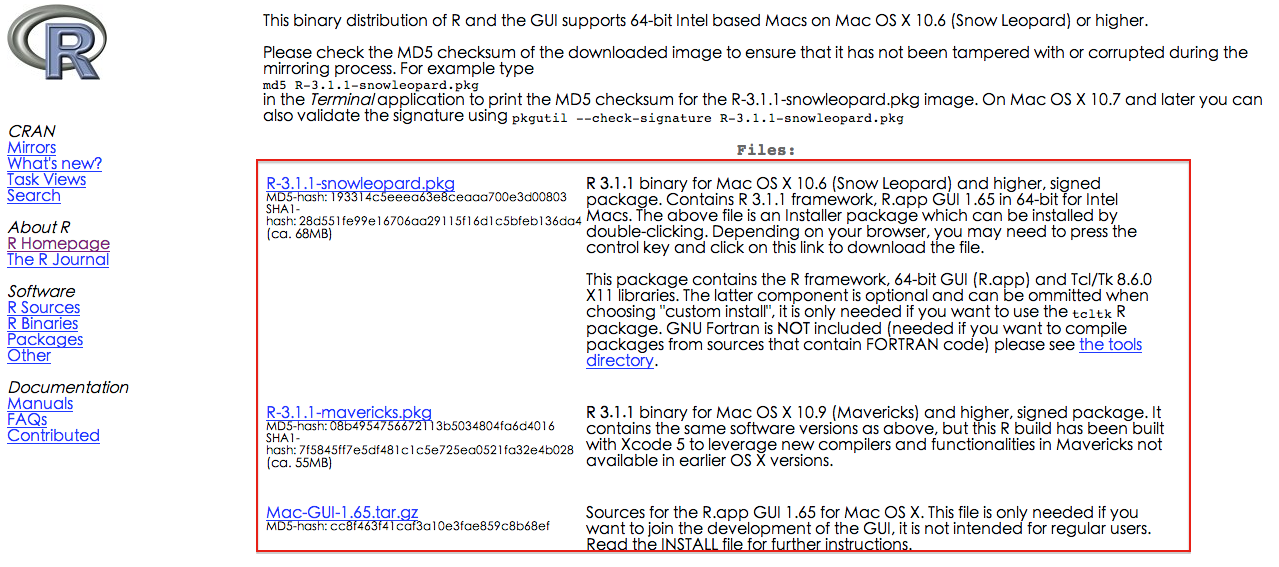 R
This binary distribution of R and the GUI supports 64-bit Intel based Macs on Mac OS X 10.6 (Snow Leopard) or higher.
Please check the MD5 checksum of the downloaded image to ensure that it has not been tampered with or corrupted during the
mirroring process. For example type
md5 R-3.1.1-snowleopard.pkg
in the Terminal application to print the MD5 checksum for the R-3.1.1-snowleopard.pkg image. On Mac OS X 10.7 and later you can
also validate the signature using pkgutil --check-signature R-3.1.1-snowleopard.pkg
CRAN
Mirrors
What's new?
Task Views
Search
About R
R Homepage
The R Journal
Software
R Sources
R Binaries
Packages
Other
Documentation
Manuals
FAQs
Contributed
Files:
R-3.1.1-snowleopard.pkg
MD5-hash: 193314c5eeea63e8ceaaa700e3d00803
SHA1-
hash: 28d551fe99e16706aa29115f16d1c5bfeb136da4
(ca. 68MB)
R 3.1.1 binary for Mac OS X 10.6 (Snow Leopard) and higher, signed
package. Contains R 3.1.1 framework, R.app GUI 1.65 in 64-bit for Intel
Macs. The above file is an Installer package which can be installed by
double-clicking. Depending on your browser, you may need to press the
control key and click on this link to download the file.
This package contains the R framework, 64-bit GUI (R.app) and Tcl/Tk 8.6.0
X11 libraries. The latter component is optional and can be ommitted when
choosing "custom install", it is only needed if you want to use the tcltk R
package. GNU Fortran is NOT included (needed if you want to compile
packages from sources that contain FORTRAN code) please see the tools
directory.
R-3.1.1-mavericks.pkg
MD5-hash: 08b4954756672113b5034804fa6d4016
SHA1-
hash: 7f5845ff7e5df481c1c5e725ea0521fa32e4b028
(ca. 55MB)
R 3.1.1 binary for Mac OS X 10.9 (Mavericks) and higher, signed package. It
contains the same software versions as above, but this R build has been built
with Xcode 5 to leverage new compilers and functionalities in Mavericks not
available in earlier OS X versions.
Mac-GUI-1.65.tar.gz
MD5-hash: cc8f463f41caf3a10e3fae859c8b68ef
Sources for the R.app GUI 1.65 for Mac OS X. This file is only needed if you
want to join the development of the GUI, it is not intended for regular users.
Read the INSTALL file for further instructions.